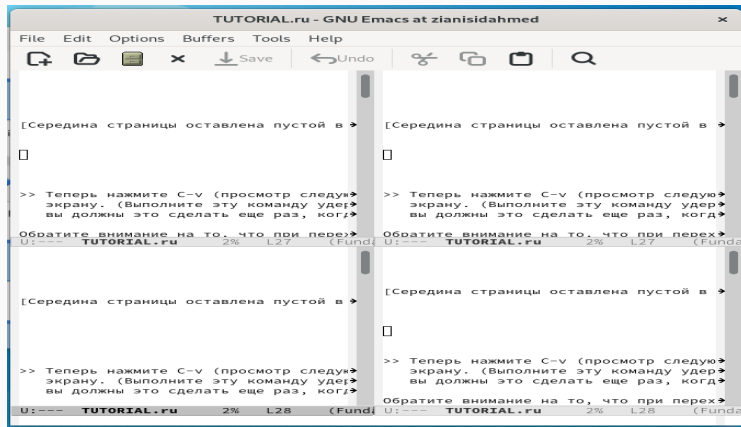 TUTORIAL.ru - GNU Emacs at zianisidahmed
File Edit Options Buffers Tools Help
Save Undo
[Середина страницы оставлена пустой в
>> Теперь нажмите C-v (просмотр следую
экрану. (Выполните эту команду удер
вы должны это сделать еще раз, когд
Обратите внимание на то, что при перех
U:--- TUTORIAL.ru 2% L27 (Funda
[Середина страницы оставлена пустой в
>> Теперь нажмите C-v (просмотр следую
экрану. (Выполните эту команду удер
вы должны это сделать еще раз, когд
Обратите внимание на то, что при перех
U:--- TUTORIAL.ru 2% L27 (Funda
[Середина страницы оставлена пустой в
>> Теперь нажмите C-v (просмотр следую
экрану. (Выполните эту команду удер
вы должны это сделать еще раз, когд
U:--- TUTORIAL.ru 2% L28 (Fund
[Середина страницы оставлена пустой в
>> Теперь нажмите C-v (просмотр следую
экрану. (Выполните эту команду удер
вы должны это сделать еще раз, когд
Обратите внимание на то, что при перех
U:--- TUTORIAL.ru 2% L28 (Funda